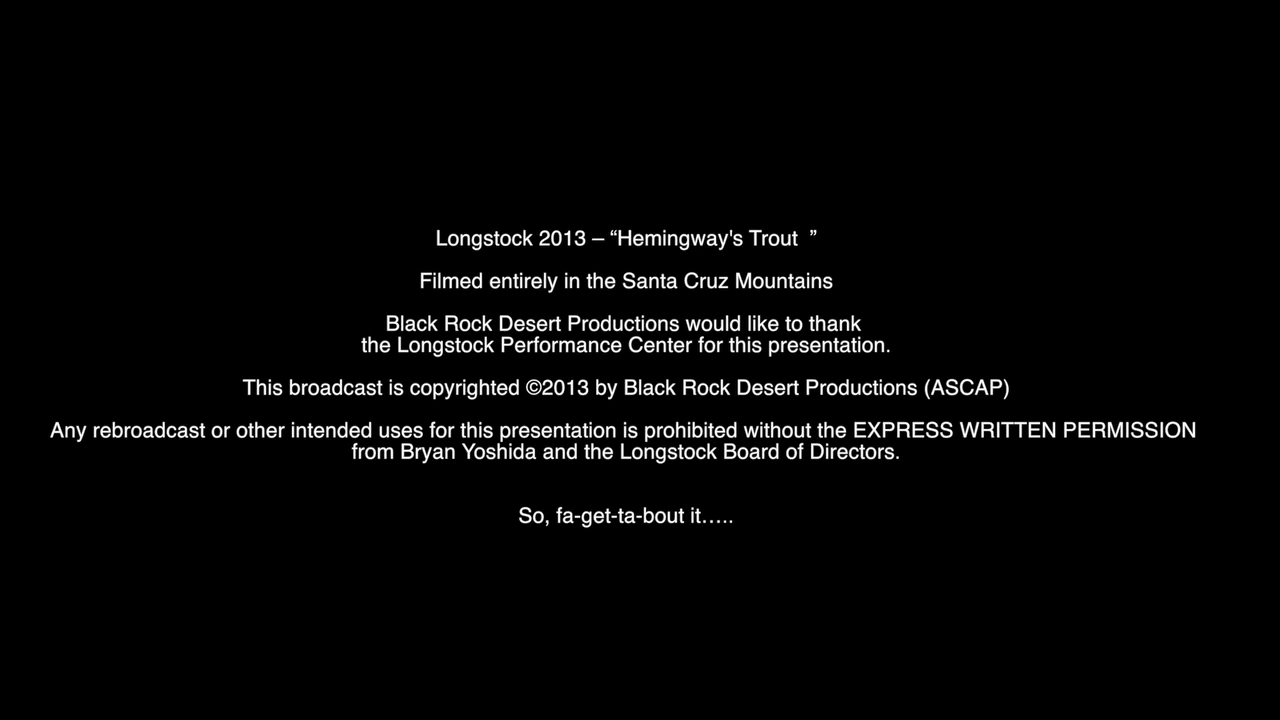 Longstock 2013 – “Hemingway's Trout  ”
Filmed entirely in the Santa Cruz Mountains
Black Rock Desert Productions would like to thank
the Longstock Performance Center for this presentation.
This broadcast is copyrighted ©2013 by Black Rock Desert Productions (ASCAP)
Any rebroadcast or other intended uses for this presentation is prohibited without the EXPRESS WRITTEN PERMISSION
from Bryan Yoshida and the Longstock Board of Directors.
So, fa-get-ta-bout it…..